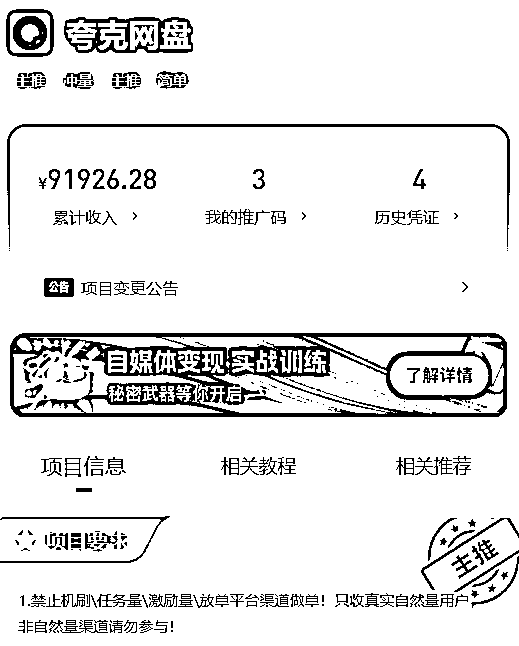 夸克网盘
主推 冲量 主推 简单
¥91926.28 3 4
累计收入 我的推广码 历史凭证
公告 项目变更公告
自媒体变现 实战训练
秘密武器等你开启
了解详情
项目信息 相关教程 相关推荐
项目要求
主推
1.禁止机刷\任务量\激励量\放单平台渠道做单！只收真实自然量用户，
非自然量渠道请勿参与！